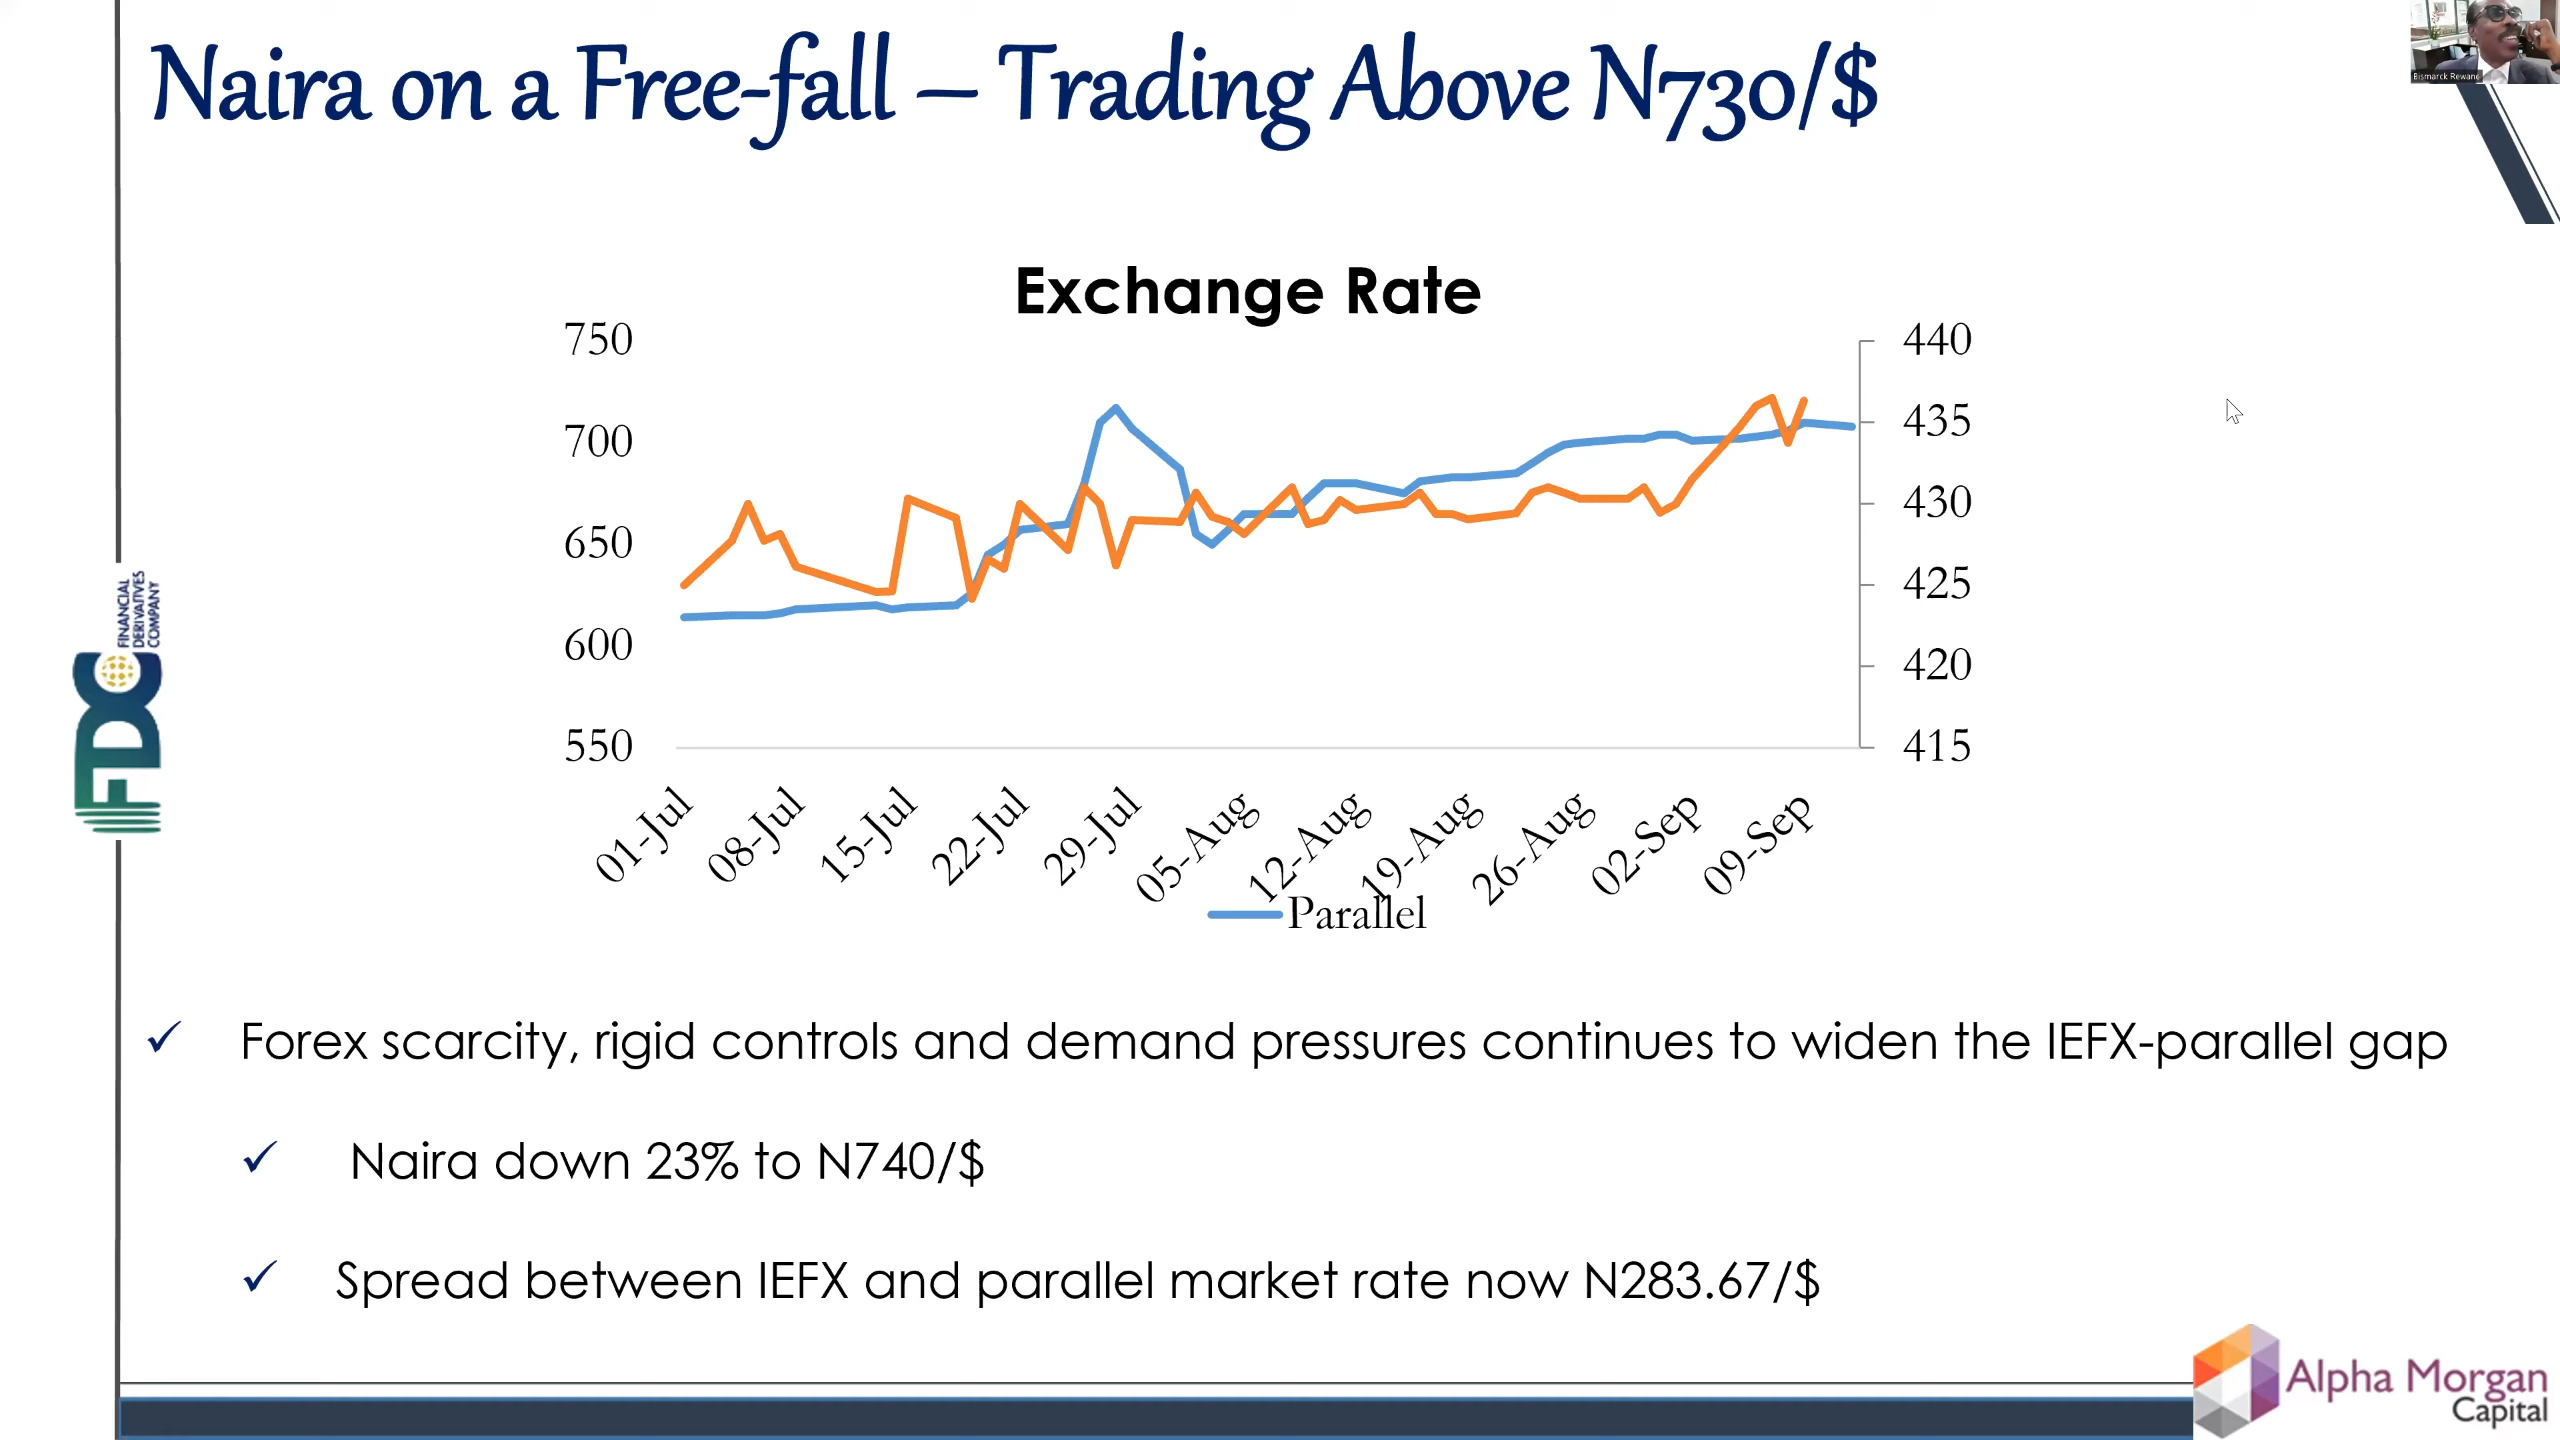 Naira on a Free-fall – Trading Above N730/$
Bismarck Rewane
Exchange Rate
750
700
650
600
550
440
435
430
425
420
415
01-Jul
08-Jul
15-Jul
22-Jul
29-Jul
05-Aug
12-Aug
19-Aug
26-Aug
02-Sep
09-Sep
Parallel
FDC
FINANCIAL
DERIVATIVES
COMPANY
✓ Forex scarcity, rigid controls and demand pressures continues to widen the IEFX-parallel gap
✓ Naira down 23% to N740/$
✓ Spread between IEFX and parallel market rate now N283.67/$
Alpha Morgan
Capital